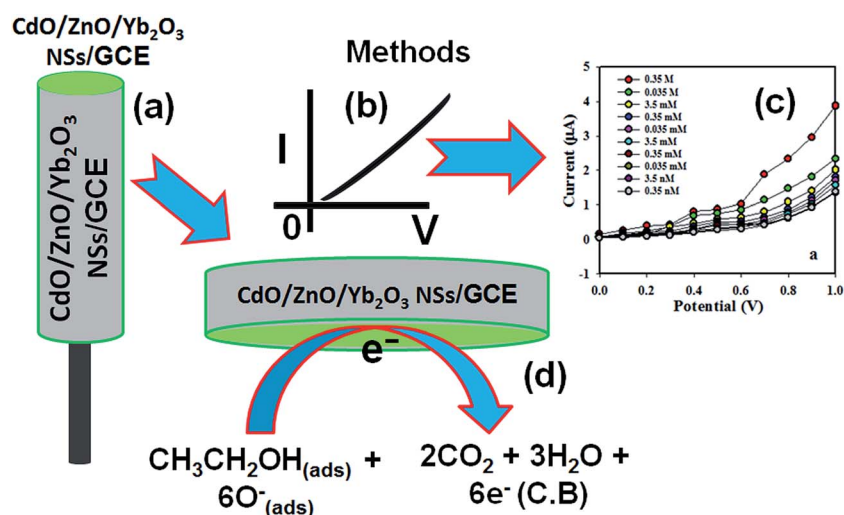 CdO/ZnO/Yb₂O₃
NSs/GCE
CdO/ZnO/Yb₂O₃
NSs/GCE
(a)
Methods
(b)
I
0
V
(c)
Current (µA)
5
4
3
2
1
0
-1
0.35 M
0.035 M
3.5 mM
0.35 mM
0.035 mM
3.5 mM
0.35 mM
0.035 mM
3.5 nM
0.35 nM
a
0.0 0.2 0.4 0.6 0.8 1.0
Potential (V)
CdO/ZnO/Yb₂O₃ NSs/GCE
e⁻
(d)
CH₃CH₂OH(ads) + 2CO₂ + 3H₂O +
6O⁻(ads) 6e⁻ (C.B)